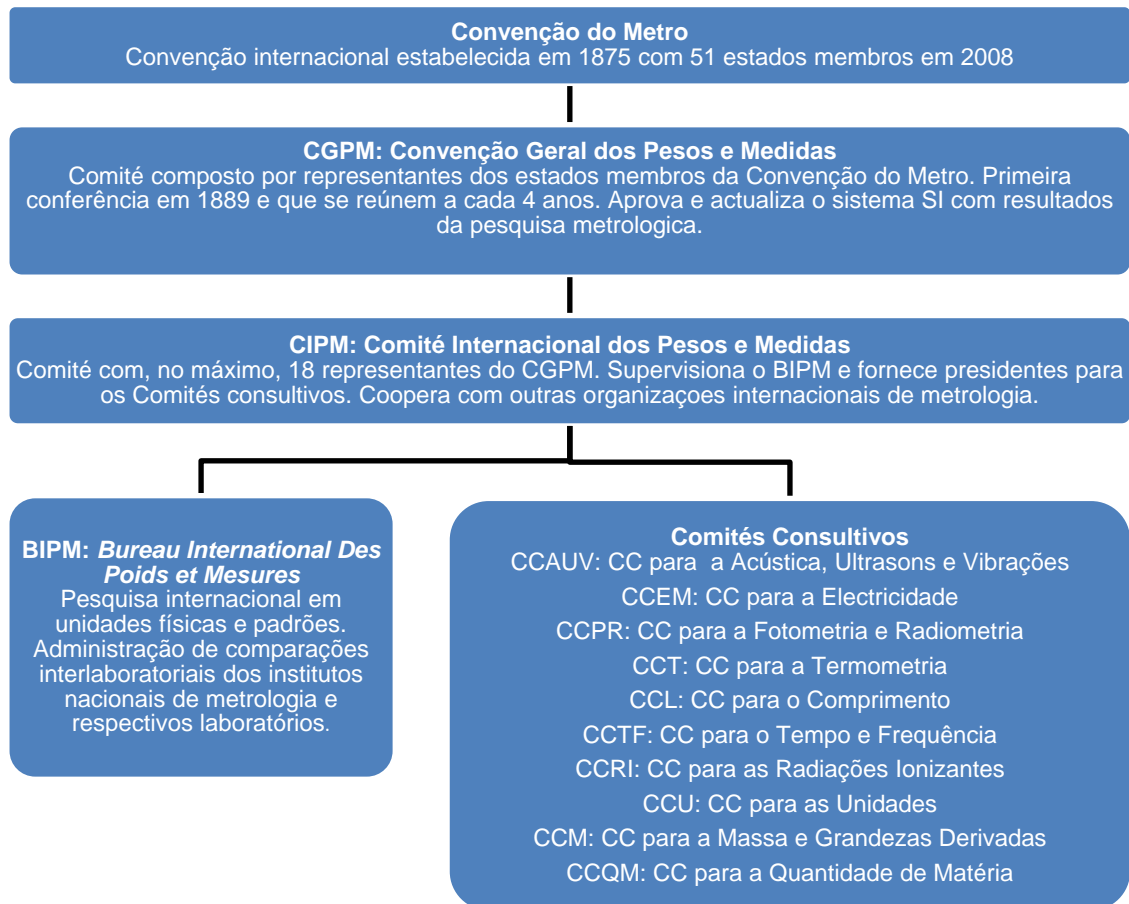 Convenção do Metro
Convenção internacional estabelecida em 1875 com 51 estados membros em 2008
CGPM: Convenção Geral dos Pesos e Medidas
Comité composto por representantes dos estados membros da Convenção do Metro. Primeira
conferência em 1889 e que se reúnem a cada 4 anos. Aprova e actualiza o sistema SI com resultados
da pesquisa metrologica.
CIPM: Comité Internacional dos Pesos e Medidas
Comité com, no máximo, 18 representantes do CGPM. Supervisiona o BIPM e fornece presidentes para
os Comités consultivos. Coopera com outras organizaçoes internacionais de metrologia.
BIPM: Bureau International Des
Poids et Mesures
Pesquisa internacional em
unidades físicas e padrões.
Administração de comparações
interlaboratoriais dos institutos
nacionais de metrologia e
respectivos laboratórios.
Comités Consultivos
CCAUV: CC para a Acústica, Ultrasons e Vibrações
CCEM: CC para a Electricidade
CCPR: CC para a Fotometria e Radiometria
CCT: CC para a Termometria
CCL: CC para o Comprimento
CCTF: CC para o Tempo e Frequência
CCRI: CC para as Radiações Ionizantes
CCU: CC para as Unidades
CCM: CC para a Massa e Grandezas Derivadas
CCQM: CC para a Quantidade de Matéria